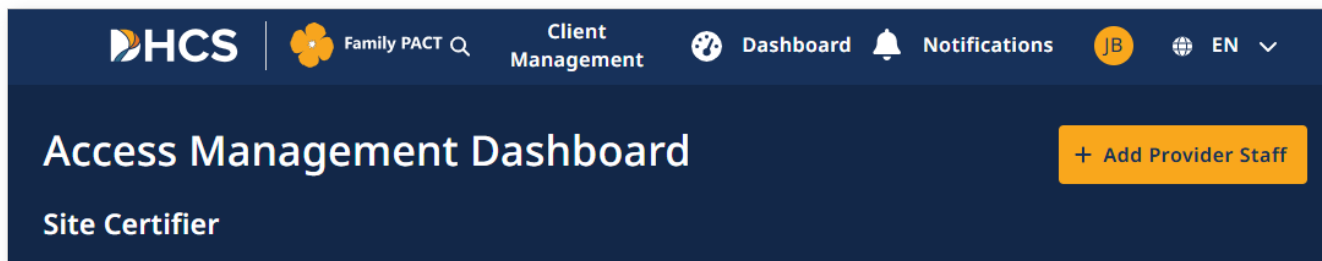 DHCS Family PACT Client Management Dashboard Notifications JB EN
Access Management Dashboard
+ Add Provider Staff
Site Certifier